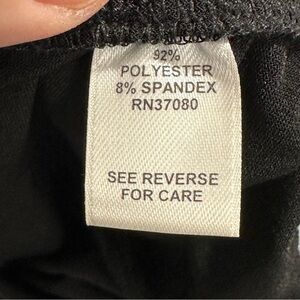 92%
POLYESTER
8% SPANDEX
RN37080
SEE REVERSE
FOR CARE